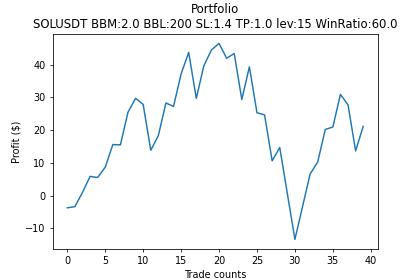 Portfolio
SOLUSDT BBM:2.0 BBL:200 SL:1.4 TP:1.0 lev:15 WinRatio:60.0
40
30
20
10
0
−10
Profit ($)
0 5 10 15 20 25 30 35 40
Trade counts